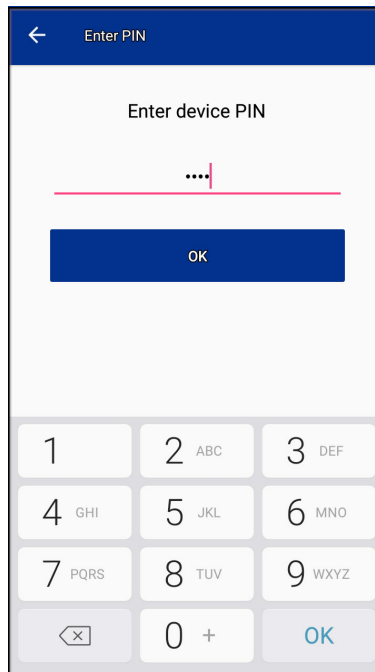 Enter PIN
Enter device PIN
••••
OK
1
2 ABC
3 DEF
4 GHI
5 JKL
6 MNO
7 PQRS
8 TUV
9 WXYZ
0 +
OK